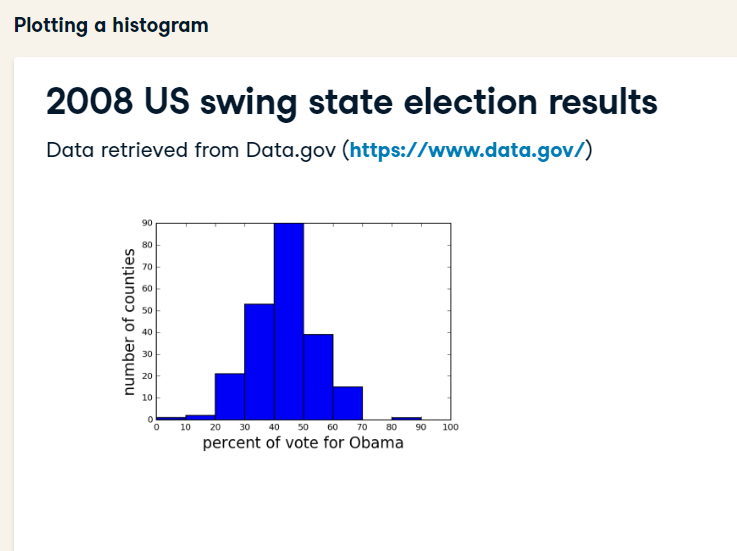 Plotting a histogram
2008 US swing state election results
Data retrieved from Data.gov (https://www.data.gov/)
90
80
70
60
50
40
30
20
10
0
number of counties
0 10 20 30 40 50 60 70 80 90 100
percent of vote for Obama